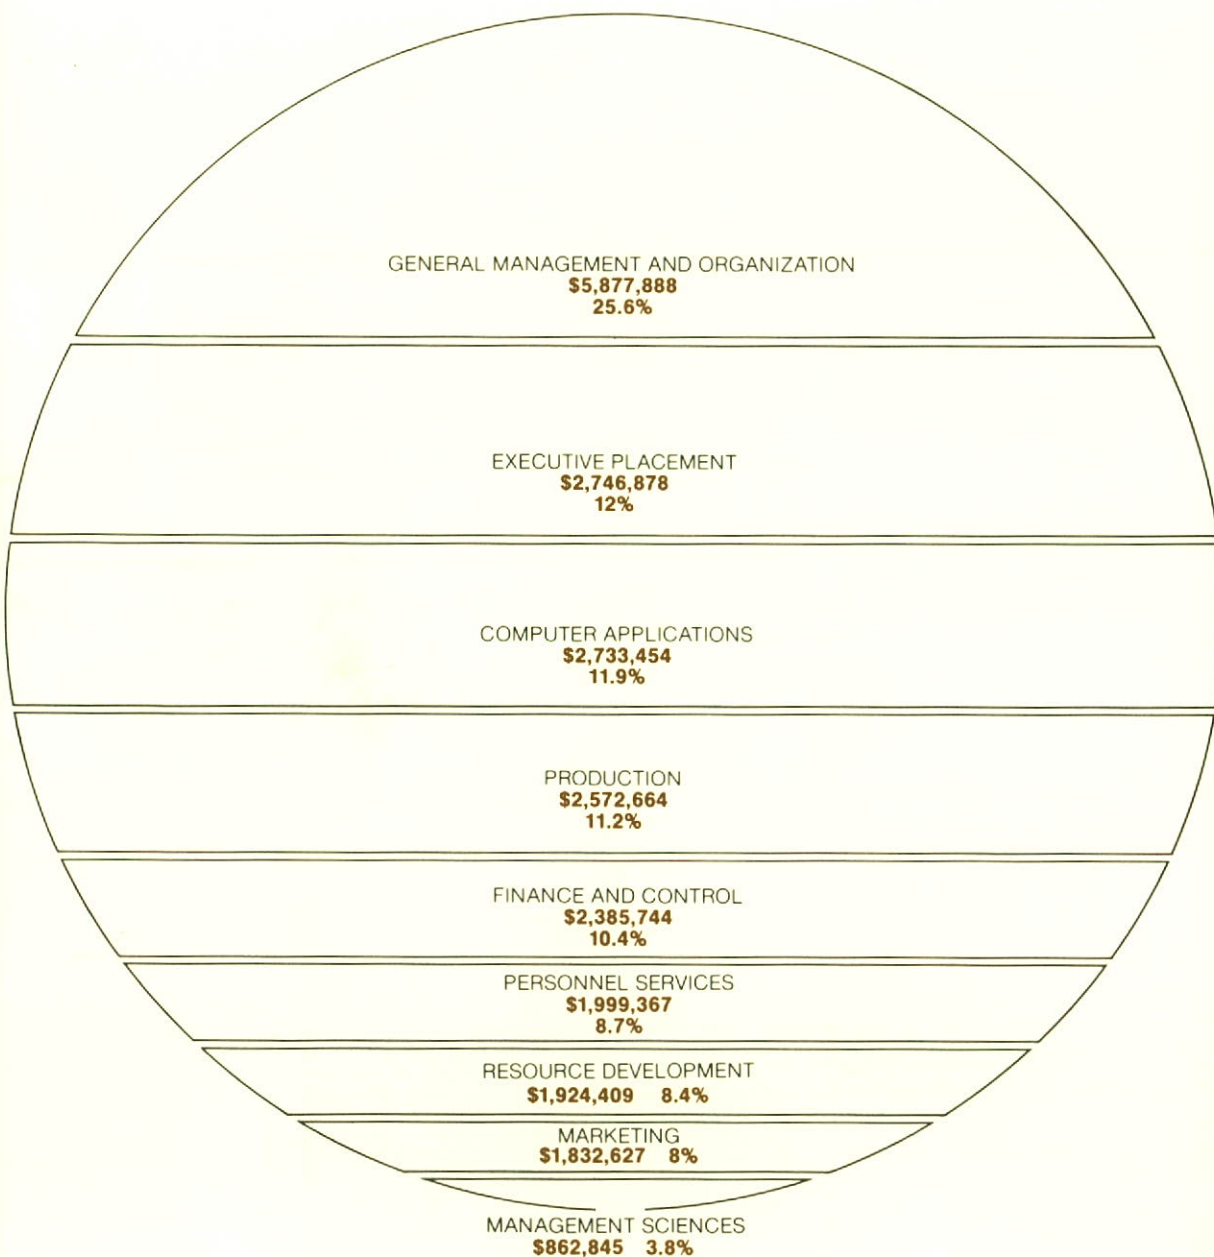 GENERAL MANAGEMENT AND ORGANIZATION
$5,877,888
25.6%
EXECUTIVE PLACEMENT
$2,746,878
12%
COMPUTER APPLICATIONS
$2,733,454
11.9%
PRODUCTION
$2,572,664
11.2%
FINANCE AND CONTROL
$2,385,744
10.4%
PERSONNEL SERVICES
$1,999,367
8.7%
RESOURCE DEVELOPMENT
$1,924,409 8.4%
MARKETING
$1,832,627 8%
MANAGEMENT SCIENCES
$862,845 3.8%